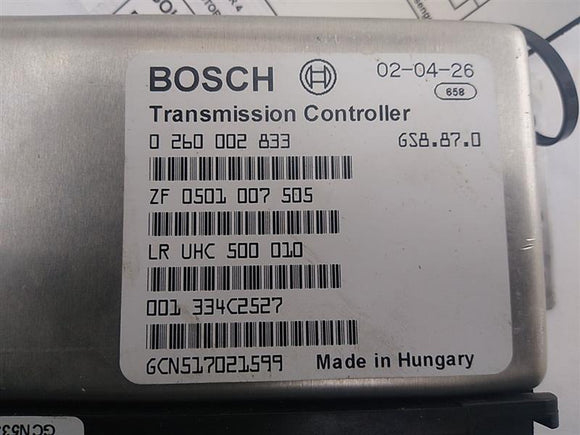 BOSCH 02-04-26
658
Transmission Controller
0 260 002 833 GS8.87.0
ZF 0501 007 505
LR UHC 500 010
001 334C2527
GCN517021599 Made in Hungary